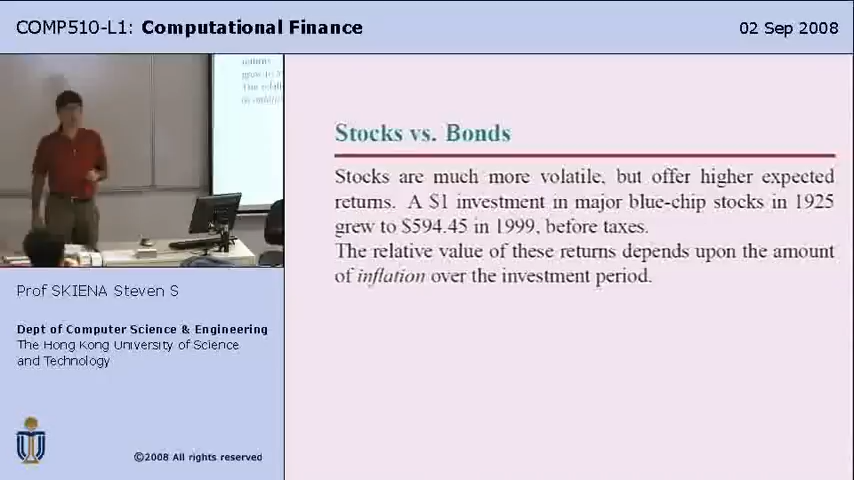 COMP510-L1: Computational Finance
02 Sep 2008
Stocks vs. Bonds
Stocks are much more volatile, but offer higher expected
returns. A $1 investment in major blue-chip stocks in 1925
grew to $594.45 in 1999, before taxes.
The relative value of these returns depends upon the amount
of inflation over the investment period.
Prof SKIENA Steven S
Dept of Computer Science & Engineering
The Hong Kong University of Science
and Technology
©2008 All rights reserved